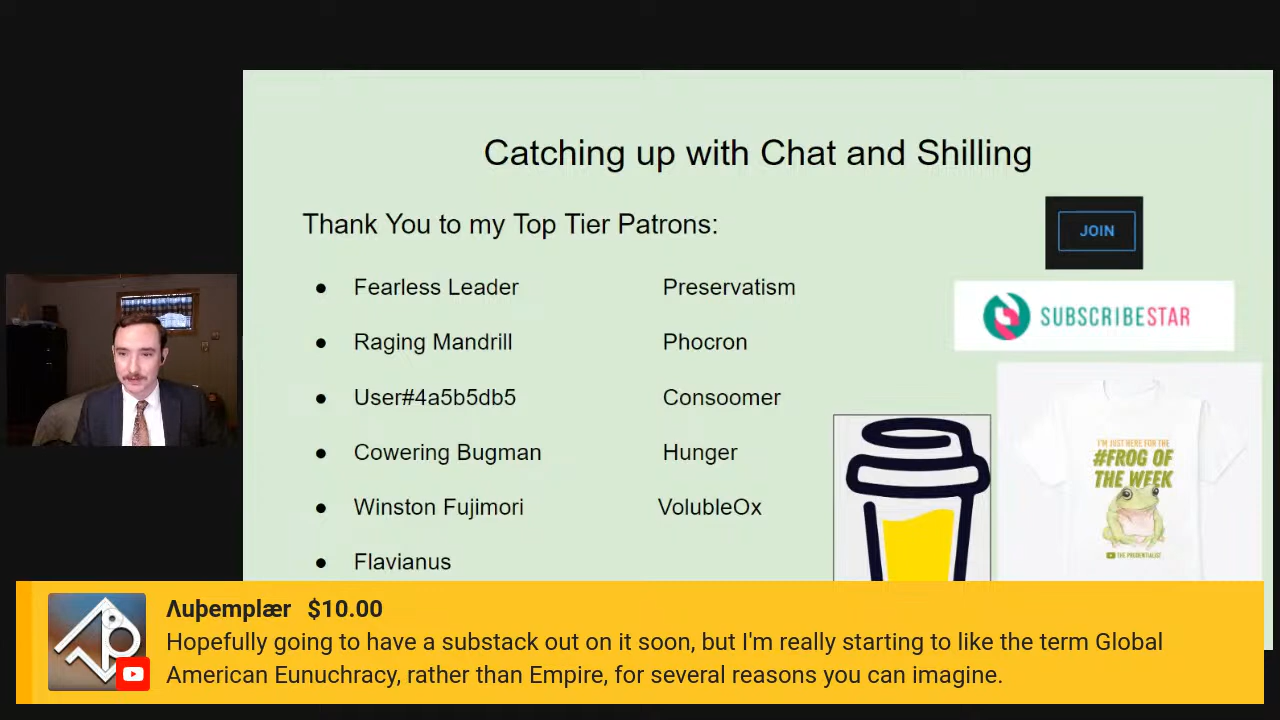 Catching up with Chat and Shilling
Thank You to my Top Tier Patrons:
JOIN
● Fearless Leader Preservatism
SUBSCRIBESTAR
● Raging Mandrill Phocron
● User#4a5b5db5 Consoomer
● Cowering Bugman Hunger
● Winston Fujimori VolubleOx
● Flavianus
I'M JUST HERE FOR THE
#FROG OF
THE WEEK
THE PRUDENTIALIST
Λuþemplær $10.00
Hopefully going to have a substack out on it soon, but I'm really starting to like the term Global
American Eunuchracy, rather than Empire, for several reasons you can imagine.